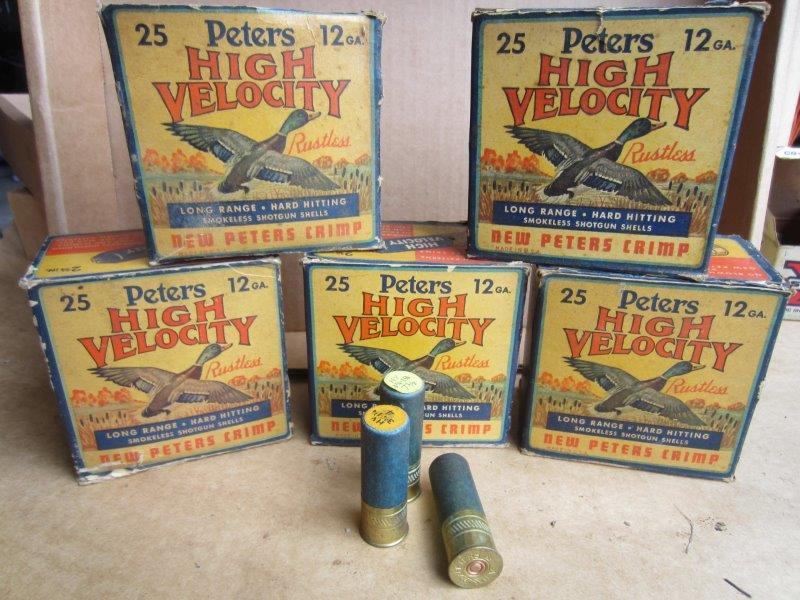 25 Peters 12 GA.
HIGH
VELOCITY
Rustless
LONG RANGE • HARD HITTING
SMOKELESS SHOTGUN SHELLS
NEW PETERS CRIMP
25 Peters 12 GA.
HIGH
VELOCITY
Rustless
LONG RANGE • HARD HITTING
SMOKELESS SHOTGUN SHELLS
NEW PETERS CRIMP
25 Peters 12 GA.
HIGH
VELOCITY
Rustless
LONG RANGE • HARD HITTING
SMOKELESS SHOTGUN SHELLS
NEW PETERS CRIMP
25 Peters 12 GA.
HIGH
VELOCITY
Rustless
LONG RANGE HARD HITTING
SMOKELESS SHELLS
NEW PETERS CRIMP
25 Peters 12 GA.
HIGH
VELOCITY
Rustless
LONG RANGE • HARD HITTING
SMOKELESS SHOTGUN SHELLS
NEW PETERS CRIMP